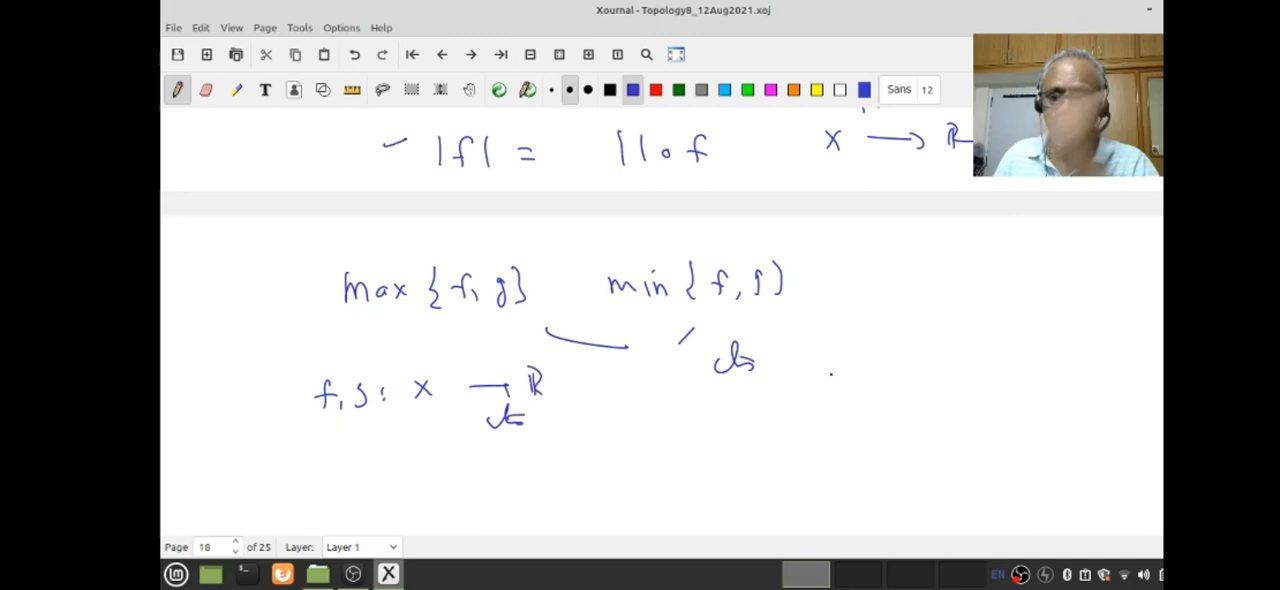 Xournal - Topology8_12Aug2021.xoj
File Edit View Page Tools Options Help
Sans 12
|f| = | | ∘ f X → ℝ
max {f, g} min {f, g}
cts
f, g : X → ℝ
cts
Page 18 of 25 Layer: Layer 1
EN